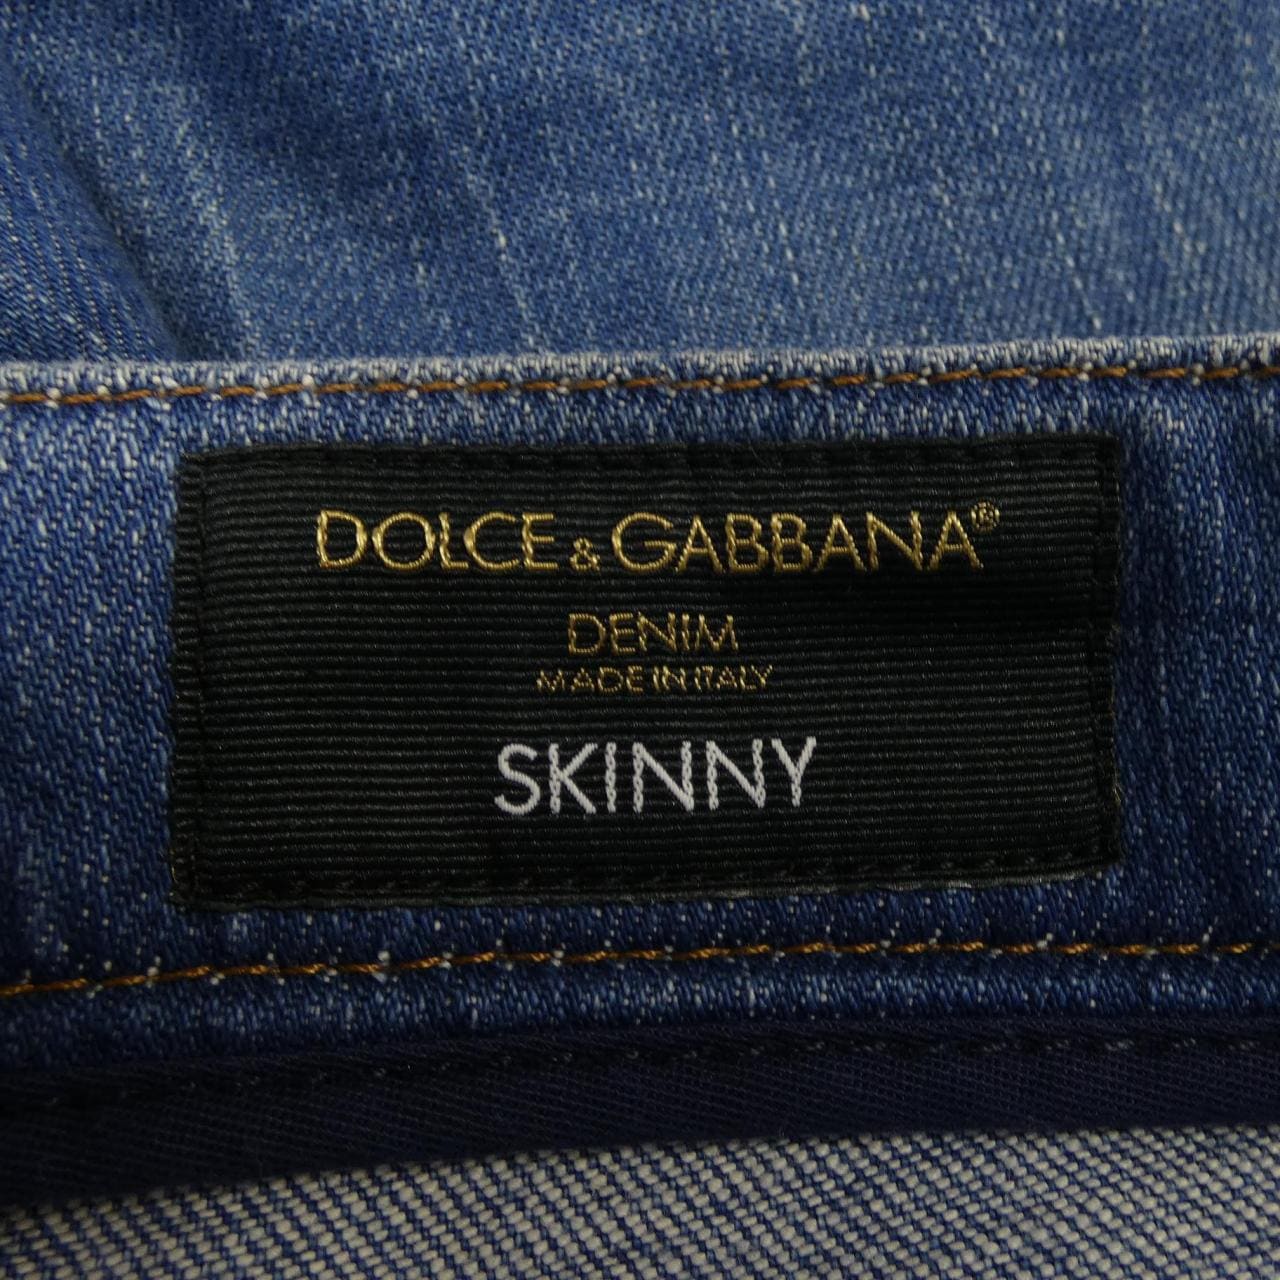 DOLCE & GABBANA®
DENIM
MADE IN ITALY
SKINNY